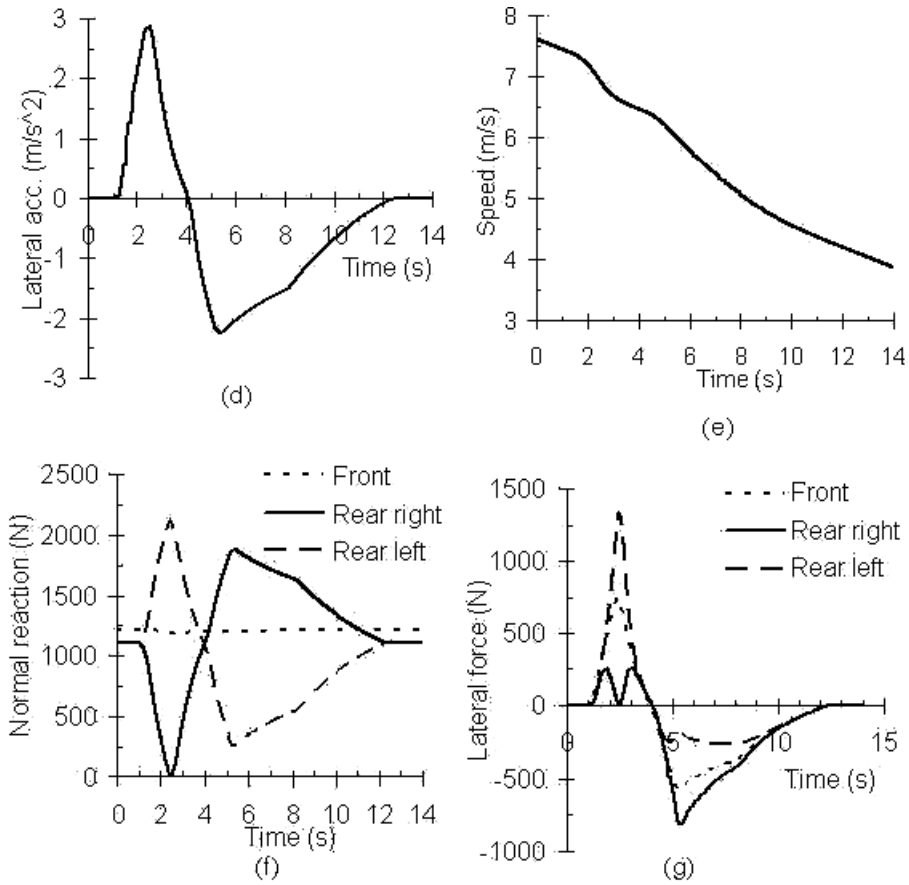 3
2
1
0
-1
-2
-3
0 2 4 6 8 10 12 14
Lateral acc. (m/s^2)
Time (s)
(d)
8
7
6
5
4
3
0 2 4 6 8 10 12 14
Speed (m/s)
Time (s)
(e)
2500
2000
1500
1000
500
0
0 2 4 6 8 10 12 14
Normal reaction (N)
Time (s)
Front
Rear right
Rear left
(f)
1500
1000
500
0
-500
-1000
0 5 10 15
Lateral force (N)
Time (s)
Front
Rear right
Rear left
(g)